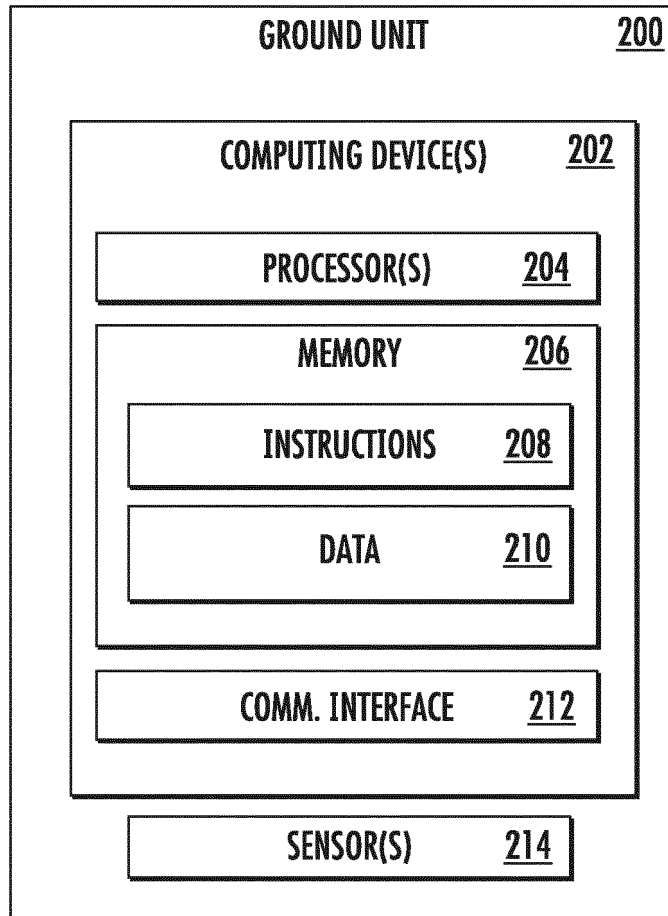 GROUND UNIT 200
COMPUTING DEVICE(S) 202
PROCESSOR(S) 204
MEMORY 206
INSTRUCTIONS 208
DATA 210
COMM. INTERFACE 212
SENSOR(S) 214